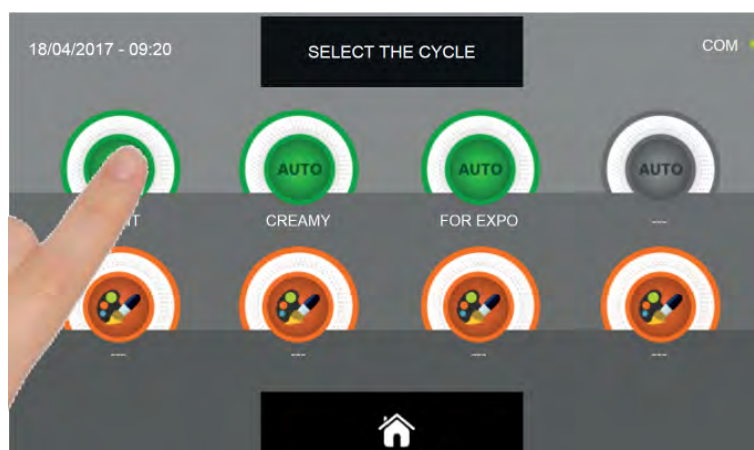 18/04/2017 - 09:20
SELECT THE CYCLE
COM
AUTO AUTO AUTO
CREAMY FOR EXPO ---
--- --- --- ---